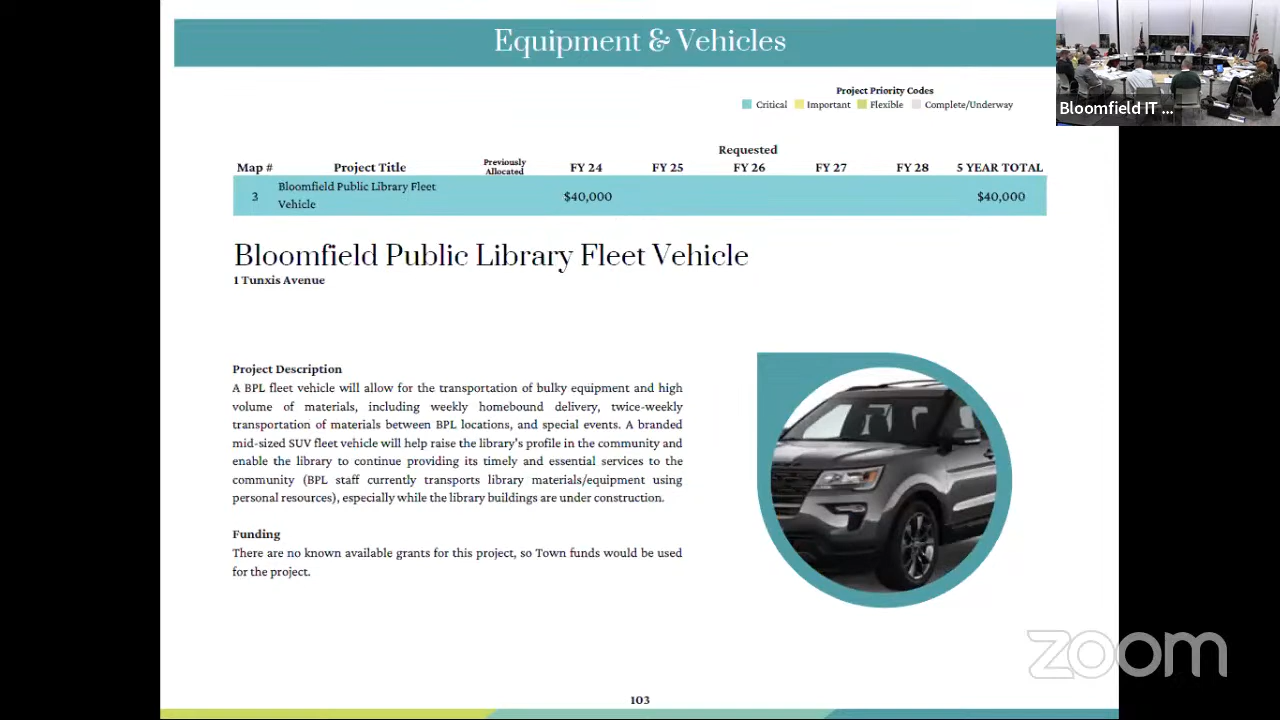 Equipment & Vehicles
Bloomfield IT ...
Project Priority Codes
Critical Important Flexible Complete/Underway
Requested
Map # Project Title Previously Allocated FY 24 FY 25 FY 26 FY 27 FY 28 5 YEAR TOTAL
3 Bloomfield Public Library Fleet Vehicle $40,000 $40,000
Bloomfield Public Library Fleet Vehicle
1 Tunxis Avenue
Project Description
A BPL fleet vehicle will allow for the transportation of bulky equipment and high
volume of materials, including weekly homebound delivery, twice-weekly
transportation of materials between BPL locations, and special events. A branded
mid-sized SUV fleet vehicle will help raise the library's profile in the community and
enable the library to continue providing its timely and essential services to the
community (BPL staff currently transports library materials/equipment using
personal resources), especially while the library buildings are under construction.
Funding
There are no known available grants for this project, so Town funds would be used
for the project.
zoom
103